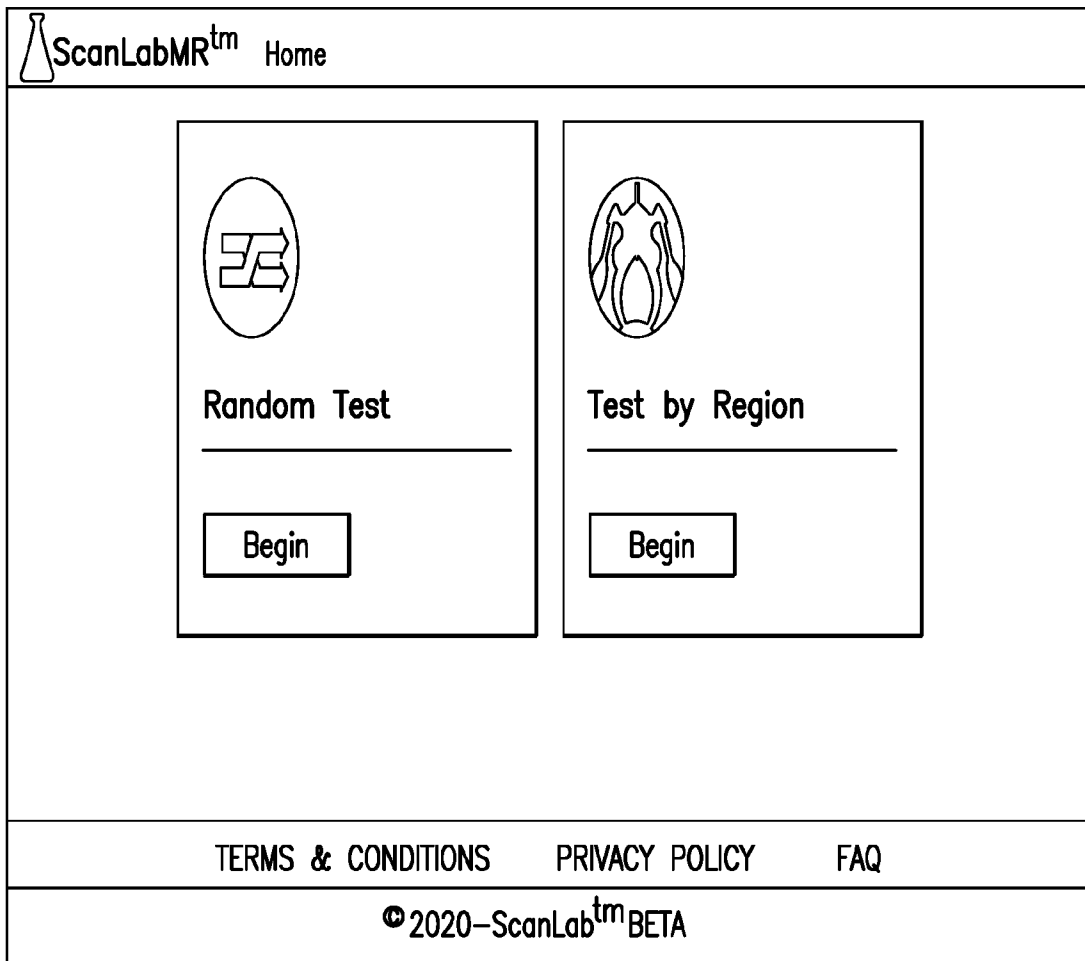 ScanLabMRtm Home
Random Test
Test by Region
Begin
Begin
TERMS & CONDITIONS PRIVACY POLICY FAQ
©2020-ScanLabtm BETA